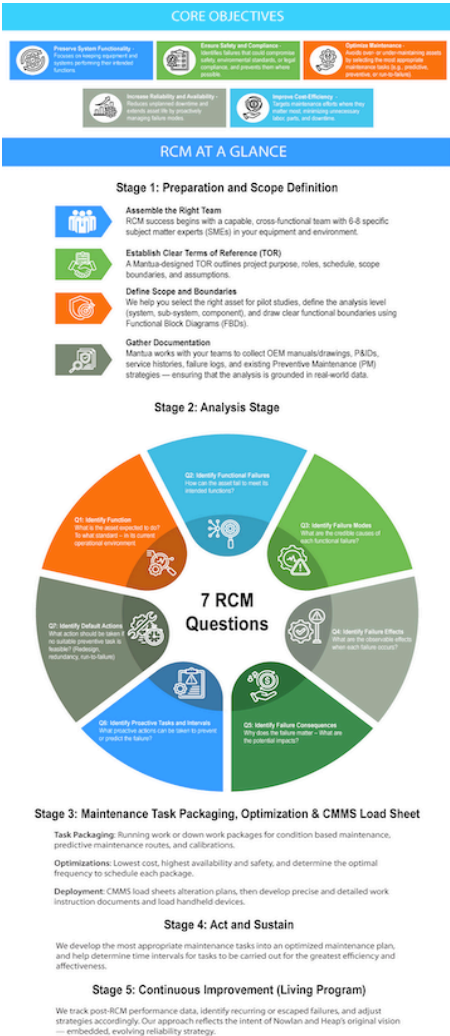 CORE OBJECTIVES
Preserve System Functionality -
Focuses on keeping equipment and
systems performing their intended
functions.
Ensure Safety and Compliance -
Identifies failures that could compromise
safety, environmental standards, or legal
compliance, and prevents them where
possible.
Optimize Maintenance -
Avoids over- or under-maintaining assets
by selecting the most appropriate
maintenance tasks (e.g., predictive,
preventive, or run-to-failure).
Increase Reliability and Availability -
Reduces unplanned downtime and
extends asset life by proactively
managing failure modes.
Improve Cost-Efficiency -
Targets maintenance efforts where they
matter most, minimizing unnecessary
labor, parts, and downtime.
RCM AT A GLANCE
Stage 1: Preparation and Scope Definition
Assemble the Right Team
RCM success begins with a capable, cross-functional team with 6-8 specific
subject matter experts (SMEs) in your equipment and environment.
Establish Clear Terms of Reference (TOR)
A Mantua-designed TOR outlines project purpose, roles, schedule, scope
boundaries, and assumptions.
Define Scope and Boundaries
We help you select the right asset for pilot studies, define the analysis level
(system, sub-system, component), and draw clear functional boundaries using
Functional Block Diagrams (FBDs).
Gather Documentation
Mantua works with your teams to collect OEM manuals/drawings, P&IDs,
service histories, failure logs, and existing Preventive Maintenance (PM)
strategies — ensuring that the analysis is grounded in real-world data.
Stage 2: Analysis Stage
Q1: Identify Function
What is the asset expected to do?
To what standard – in its current
operational environment
Q2: Identify Functional Failures
How can the asset fail to meet its
intended functions?
Q3: Identify Failure Modes
What are the credible causes of
each functional failure?
Q4: Identify Failure Effects
What are the observable effects
when each failure occurs?
Q5: Identify Failure Consequences
Why does the failure matter – What are
the potential impacts?
Q6: Identify Proactive Tasks and Intervals
What proactive actions can be taken to prevent
or predict the failure?
Q7: Identify Default Actions
What action should be taken if
no suitable preventive task is
feasible? (Redesign,
redundancy, run-to-failure)
7 RCM
Questions
Stage 3: Maintenance Task Packaging, Optimization & CMMS Load Sheet
Task Packaging: Running work or down work packages for condition based maintenance,
predictive maintenance routes, and calibrations.
Optimizations: Lowest cost, highest availability and safety, and determine the optimal
frequency to schedule each package.
Deployment: CMMS load sheets alteration plans, then develop precise and detailed work
instruction documents and load handheld devices.
Stage 4: Act and Sustain
We develop the most appropriate maintenance tasks into an optimized maintenance plan,
and help determine time intervals for tasks to be carried out for the greatest efficiency and
affectiveness.
Stage 5: Continuous Improvement (Living Program)
We track post-RCM performance data, identify recurring or escaped failures, and adjust
strategies accordingly. Our approach reflects the intent of Nowlan and Heap's original vision
— embedded, evolving reliability strategy.